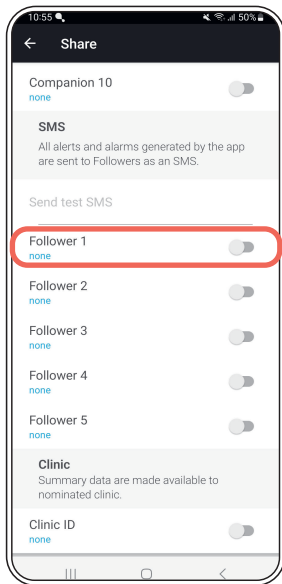 10:55 50%
Share
Companion 10
none
SMS
All alerts and alarms generated by the app
are sent to Followers as an SMS.
Send test SMS
Follower 1
none
Follower 2
none
Follower 3
none
Follower 4
none
Follower 5
none
Clinic
Summary data are made available to
nominated clinic.
Clinic ID
none